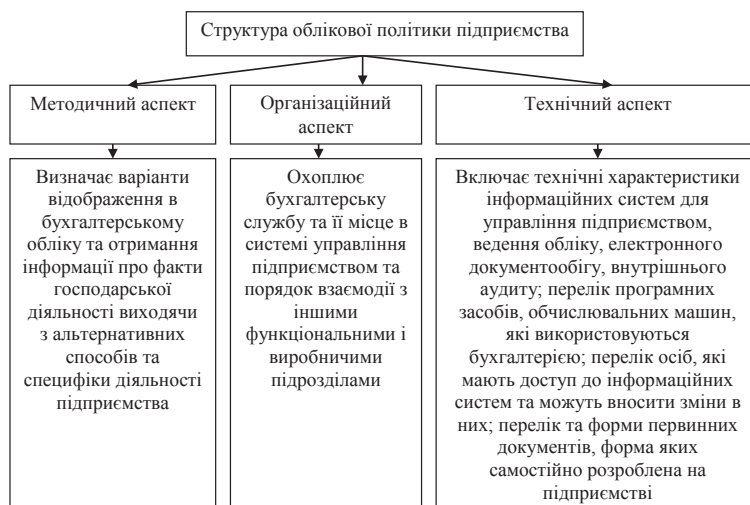 Структура облікової політики підприємства
Методичний аспект
Організаційний
аспект
Технічний аспект
Визначає варіанти
відображення в
бухгалтерському
обліку та отримання
інформації про факти
господарської
діяльності виходячи
з альтернативних
способів та
специфіки діяльності
підприємства
Охоплює
бухгалтерську
службу та її місце в
системі управління
підприємством та
порядок взаємодії з
іншими
функціональними і
виробничими
підрозділами
Включає технічні характеристики
інформаційних систем для
управління підприємством,
ведення обліку, електронного
документообігу, внутрішнього
аудиту; перелік програмних
засобів, обчислювальних машин,
які використовуються
бухгалтерією; перелік осіб, які
мають доступ до інформаційних
систем та можуть вносити зміни в
них; перелік та форми первинних
документів, форма яких
самостійно розроблена на
підприємстві